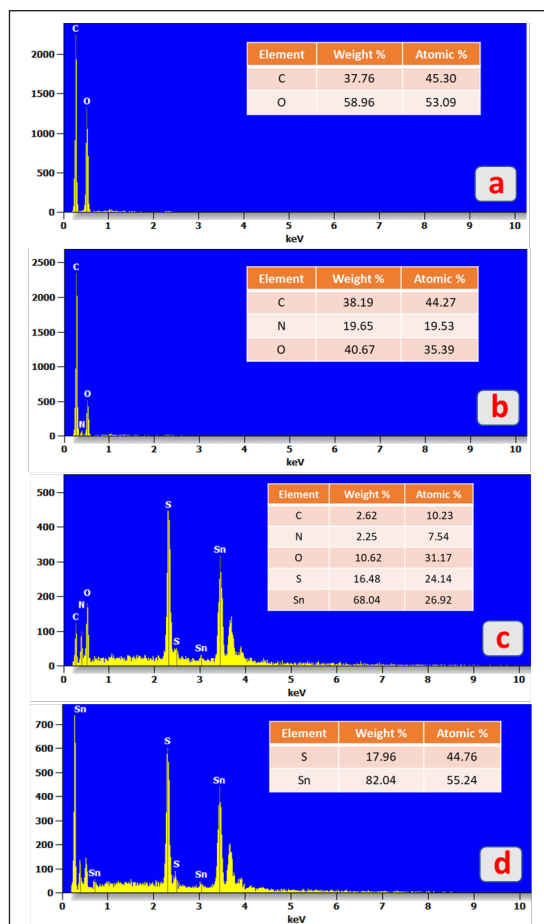 C
O
2000
1500
1000
500
0
Element Weight % Atomic %
C 37.76 45.30
O 58.96 53.09
a
0 1 2 3 4 5 6 7 8 9 10
keV
C
N
O
2500
2000
1500
1000
500
0
Element Weight % Atomic %
C 38.19 44.27
N 19.65 19.53
O 40.67 35.39
b
0 1 2 3 4 5 6 7 8 9 10
keV
550
500
400
300
200
100
0
C
N
O
S
S
Sn
Sn
Element Weight % Atomic %
C 2.62 10.23
N 2.25 7.54
O 10.62 31.17
S 16.48 24.14
Sn 68.04 26.92
c
0 1 2 3 4 5 6 7 8 9 10
keV
Sn
700
600
500
400
300
200
100
0
Sn
S
S
Sn
Sn
Element Weight % Atomic %
S 17.96 44.76
Sn 82.04 55.24
d
0 1 2 3 4 5 6 7 8 9 10
keV